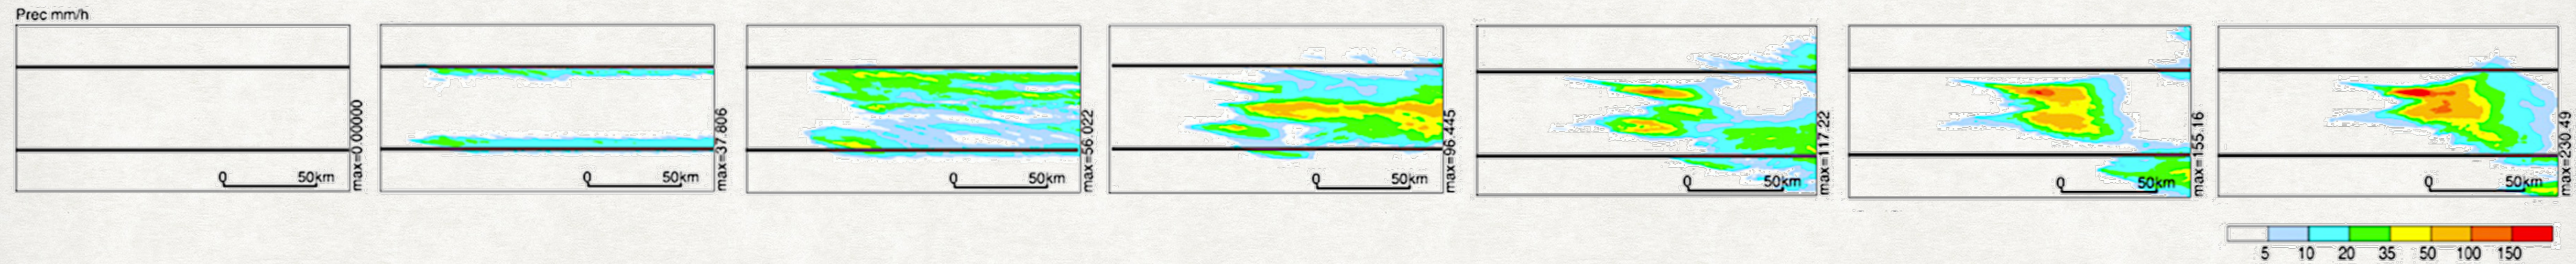 Prec mm/h
max=0.00000
0 50km
max=37.806
0 50km
max=56.022
0 50km
max=96.445
0 50km
max=117.22
0 50km
max=155.16
0 50km
max=230.49
0 50km
5 10 20 35 50 100 150